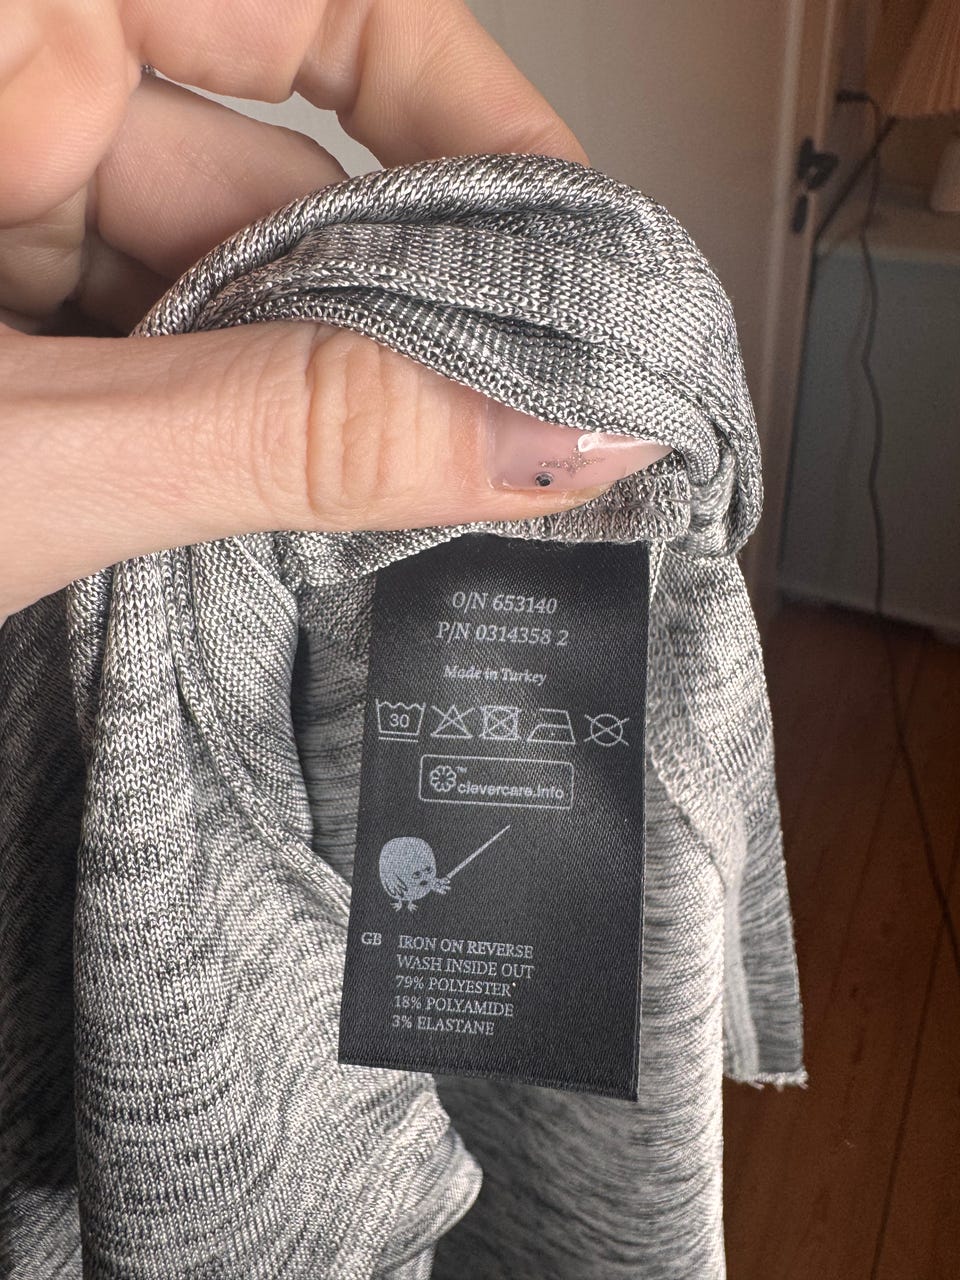 O/N 653140
P/N 0314358 2
Made in Turkey
30
clevercare.info
GB IRON ON REVERSE
WASH INSIDE OUT
79% POLYESTER*
18% POLYAMIDE
3% ELASTANE